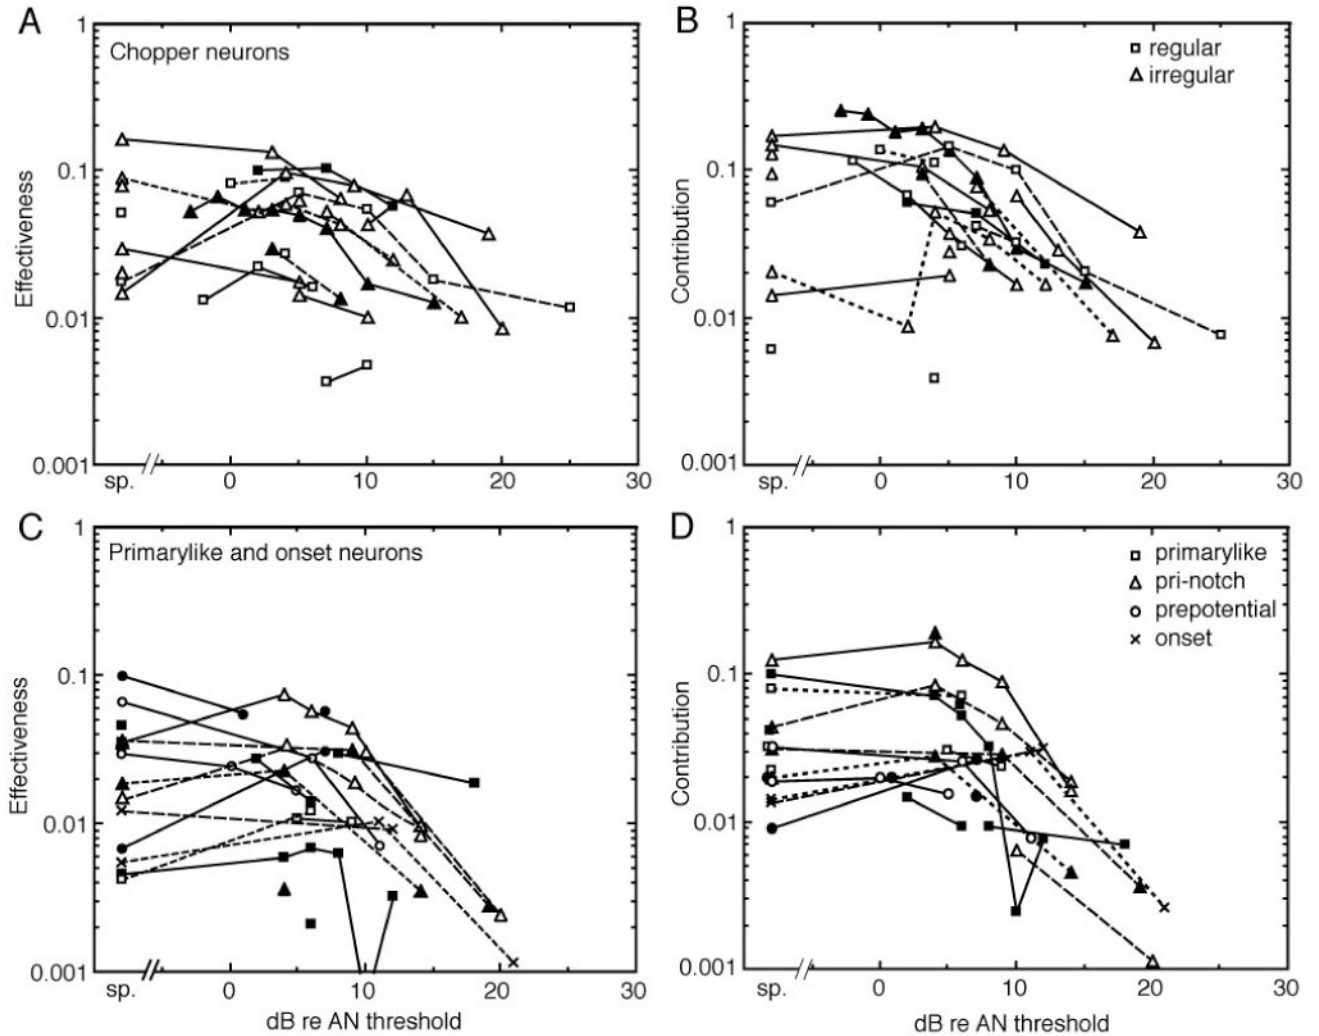 A
B
1
Chopper neurons
0.1
0.01
0.001
Effectiveness
sp.
0
10
20
30
1
regular
irregular
0.1
0.01
0.001
Contribution
sp.
0
10
20
30
C
D
1
Primarylike and onset neurons
0.1
0.01
0.001
Effectiveness
sp.
0
10
20
30
dB re AN threshold
1
primarylike
pri-notch
prepotential
onset
0.1
0.01
0.001
Contribution
sp.
0
10
20
30
dB re AN threshold